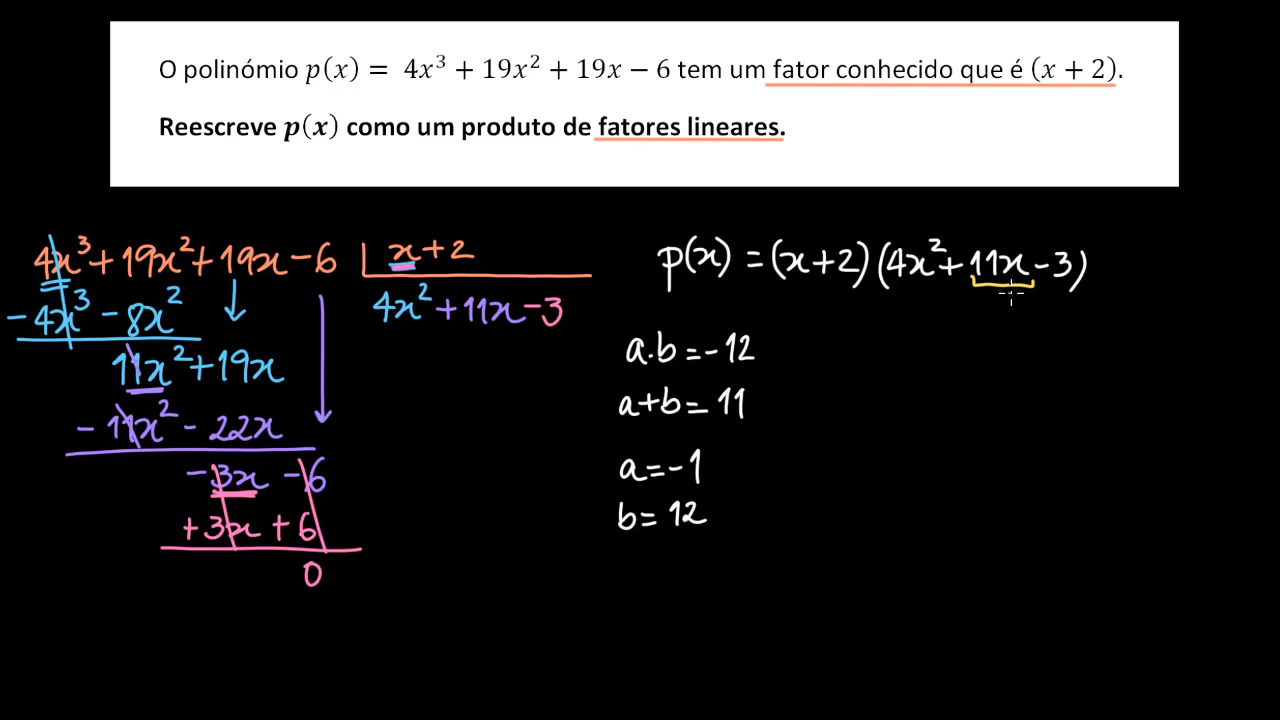 O polinómio p(x) = 4x³ + 19x² + 19x − 6 tem um fator conhecido que é (x + 2).
Reescreve p(x) como um produto de fatores lineares.
4x³ + 19x² + 19x − 6 | x + 2
− 4x³ − 8x² 4x² + 11x − 3
11x² + 19x
− 11x² − 22x
− 3x − 6
+ 3x + 6
0
p(x) = (x+2)(4x² + 11x − 3)
a.b = − 12
a + b = 11
a = − 1
b = 12